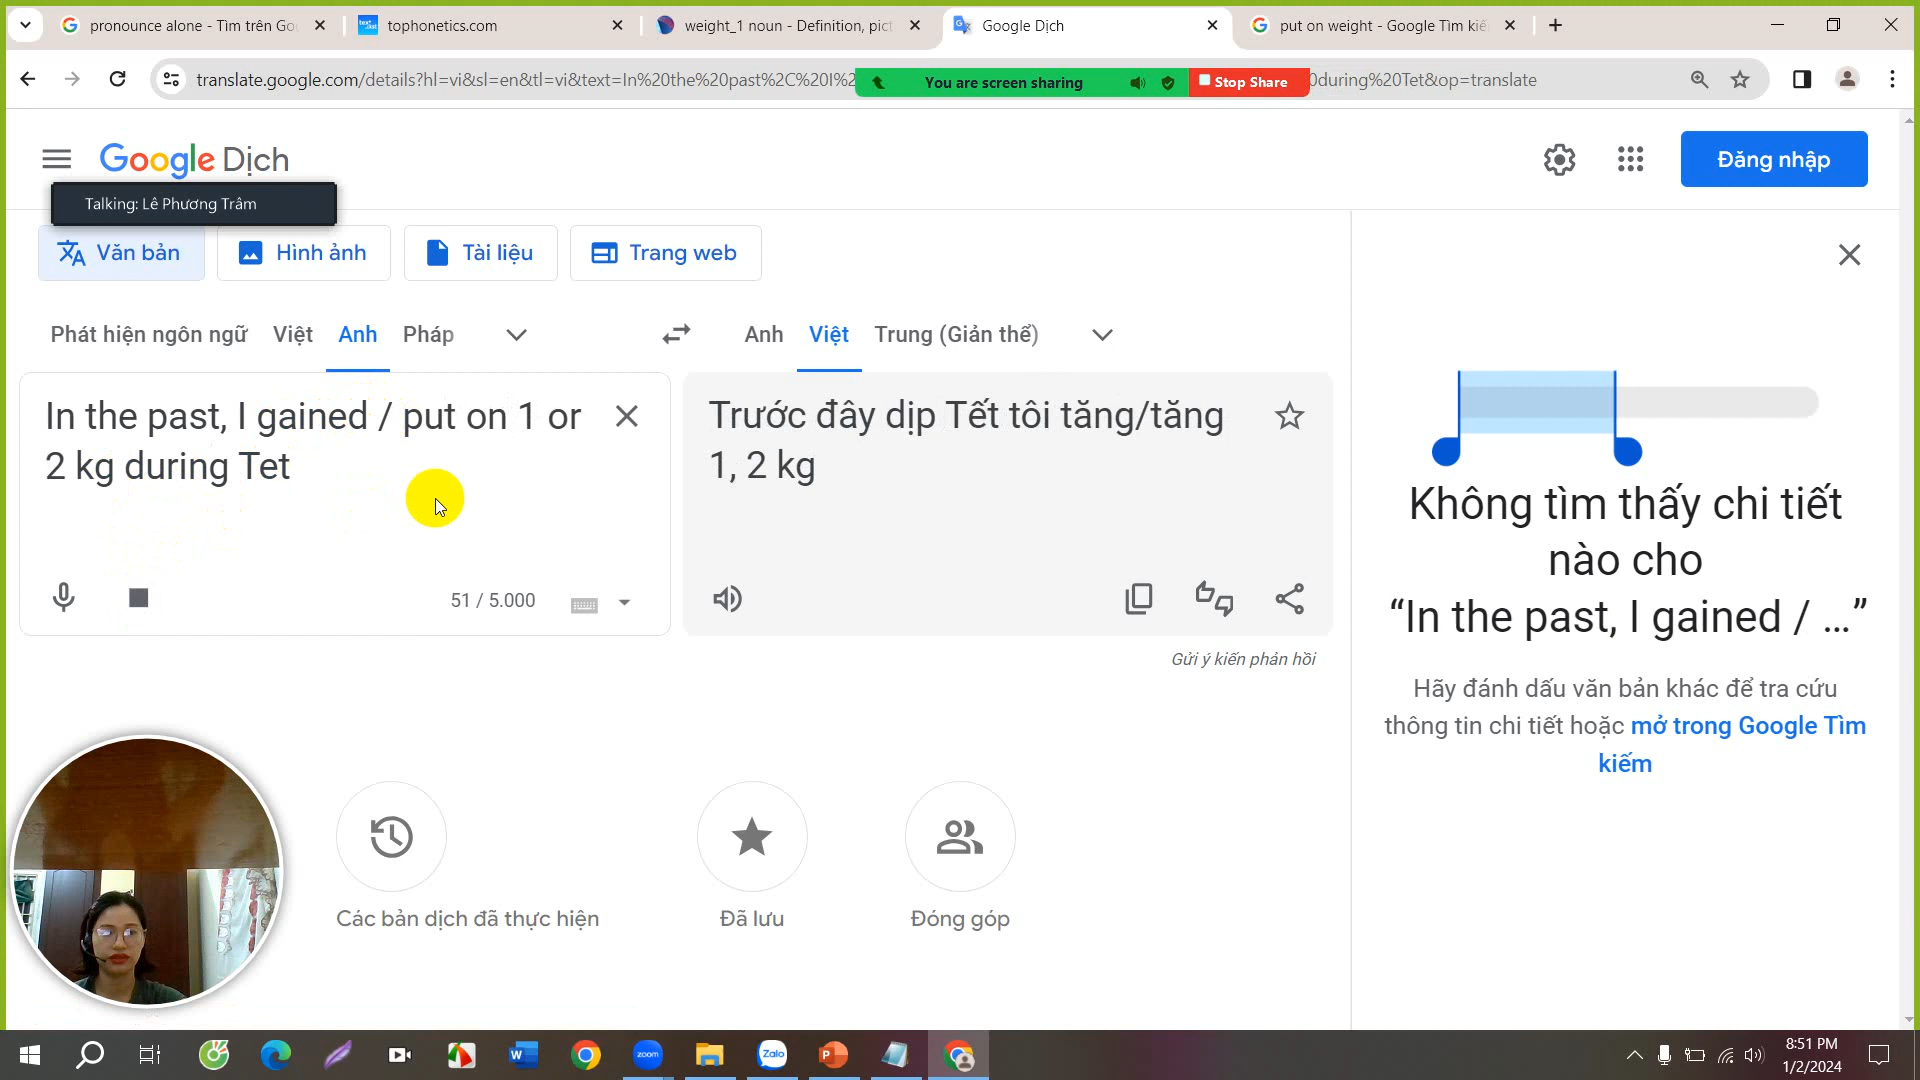 pronounce alone - Tìm trên Go
tophonetics.com
weight_1 noun - Definition, pict
Google Dịch
put on weight - Google Tìm kiế
translate.google.com/details?hl=vi&sl=en&tl=vi&text=In%20the%20past%2C%20I%2
You are screen sharing
Stop Share
0during%20Tet&op=translate
Google Dịch
Đăng nhập
Talking: Lê Phương Trâm
Văn bản
Hình ảnh
Tài liệu
Trang web
Phát hiện ngôn ngữ
Việt
Anh
Pháp
Anh
Việt
Trung (Giản thể)
In the past, I gained / put on 1 or
2 kg during Tet
51 / 5.000
Trước đây dịp Tết tôi tăng/tăng
1, 2 kg
Gửi ý kiến phản hồi
Không tìm thấy chi tiết
nào cho
“In the past, I gained / ...”
Hãy đánh dấu văn bản khác để tra cứu
thông tin chi tiết hoặc mở trong Google Tìm
kiếm
Các bản dịch đã thực hiện
Đã lưu
Đóng góp
zoom
Zalo
8:51 PM
1/2/2024